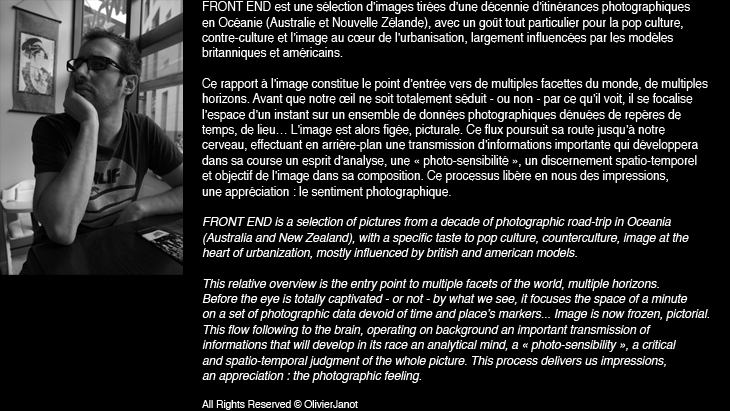 FRONT END est une sélection d'images tirées d'une décennie d'itinérances photographiques
en Océanie (Australie et Nouvelle Zélande), avec un goût tout particulier pour la pop culture,
contre-culture et l'image au cœur de l'urbanisation, largement influencées par les modèles
britanniques et américains.
Ce rapport à l'image constitue le point d'entrée vers de multiples facettes du monde, de multiples
horizons. Avant que notre œil ne soit totalement séduit - ou non - par ce qu'il voit, il se focalise
l'espace d'un instant sur un ensemble de données photographiques dénuées de repères de
temps, de lieu… L'image est alors figée, picturale. Ce flux poursuit sa route jusqu'à notre
cerveau, effectuant en arrière-plan une transmission d'informations importante qui développera
dans sa course un esprit d'analyse, une « photo-sensibilité », un discernement spatio-temporel
et objectif de l'image dans sa composition. Ce processus libère en nous des impressions,
une appréciation : le sentiment photographique.
FRONT END is a selection of pictures from a decade of photographic road-trip in Oceania
(Australia and New Zealand), with a specific taste to pop culture, counterculture, image at the
heart of urbanization, mostly influenced by british and american models.
This relative overview is the entry point to multiple facets of the world, multiple horizons.
Before the eye is totally captivated - or not - by what we see, it focuses the space of a minute
on a set of photographic data devoid of time and place's markers... Image is now frozen, pictorial.
This flow following to the brain, operating on background an important transmission of
informations that will develop in its race an analytical mind, a « photo-sensibility », a critical
and spatio-temporal judgment of the whole picture. This process delivers us impressions,
an appreciation : the photographic feeling.
All Rights Reserved © OlivierJanot